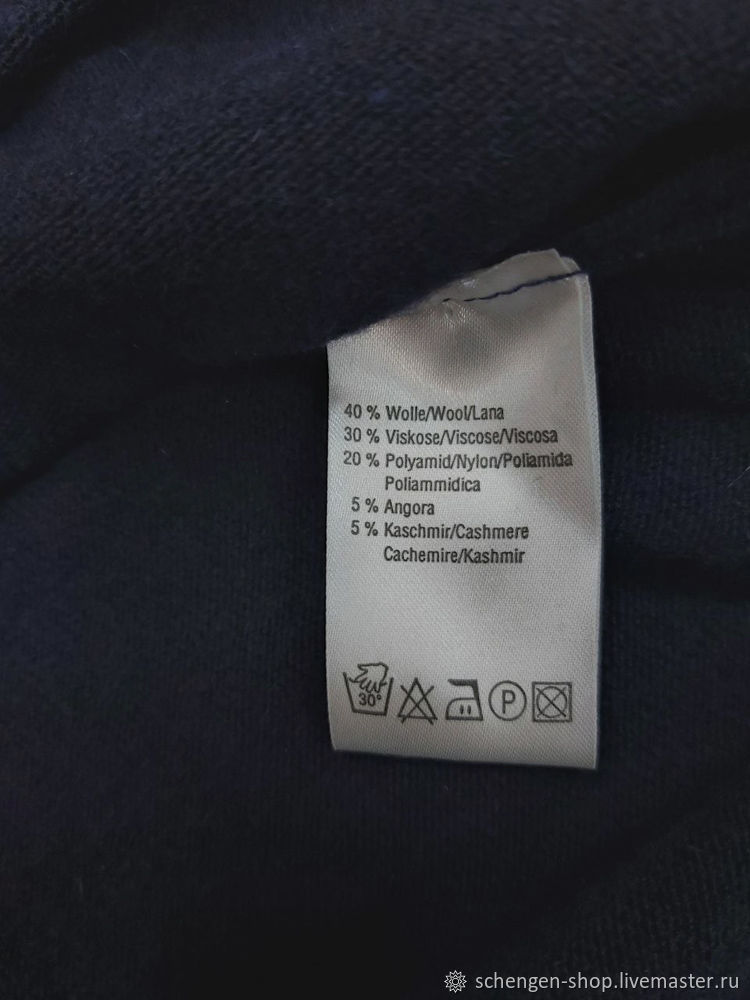 40 % Wolle/Wool/Lana
30 % Viskose/Viscose/Viscosa
20 % Polyamid/Nylon/Poliamida
Poliammidica
5 % Angora
5 % Kaschmir/Cashmere
Cachemire/Kashmir
30°
P
schengen-shop.livemaster.ru